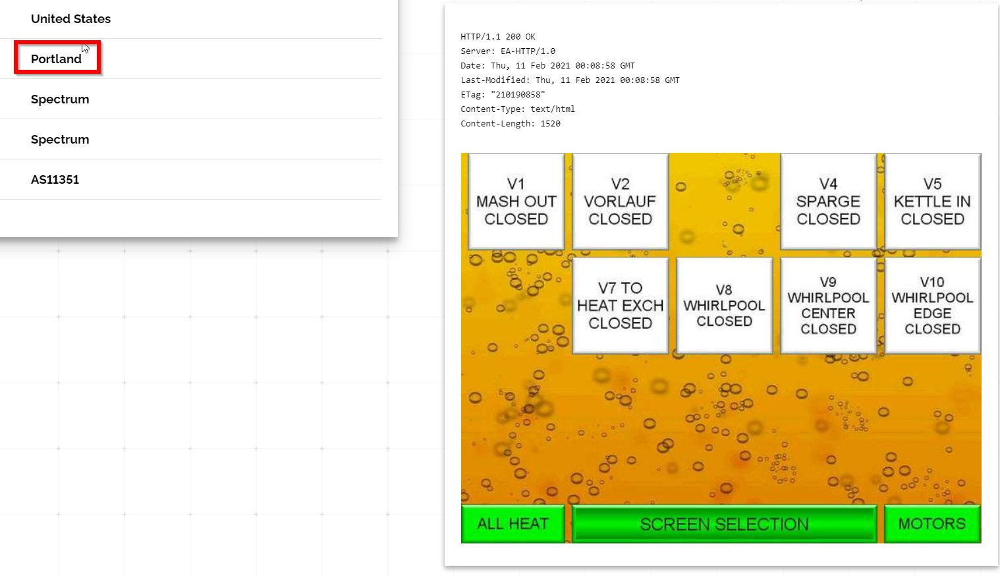 United States
Portland
Spectrum
Spectrum
AS11351
HTTP/1.1 200 OK
Server: EA-HTTP/1.0
Date: Thu, 11 Feb 2021 00:08:58 GMT
Last-Modified: Thu, 11 Feb 2021 00:08:58 GMT
ETag: "210190858"
Content-Type: text/html
Content-Length: 1520
V1
MASH OUT
CLOSED
V2
VORLAUF
CLOSED
V4
SPARGE
CLOSED
V5
KETTLE IN
CLOSED
V7 TO
HEAT EXCH
CLOSED
V8
WHIRLPOOL
CLOSED
V9
WHIRLPOOL
CENTER
CLOSED
V10
WHIRLPOOL
EDGE
CLOSED
ALL HEAT
SCREEN SELECTION
MOTORS